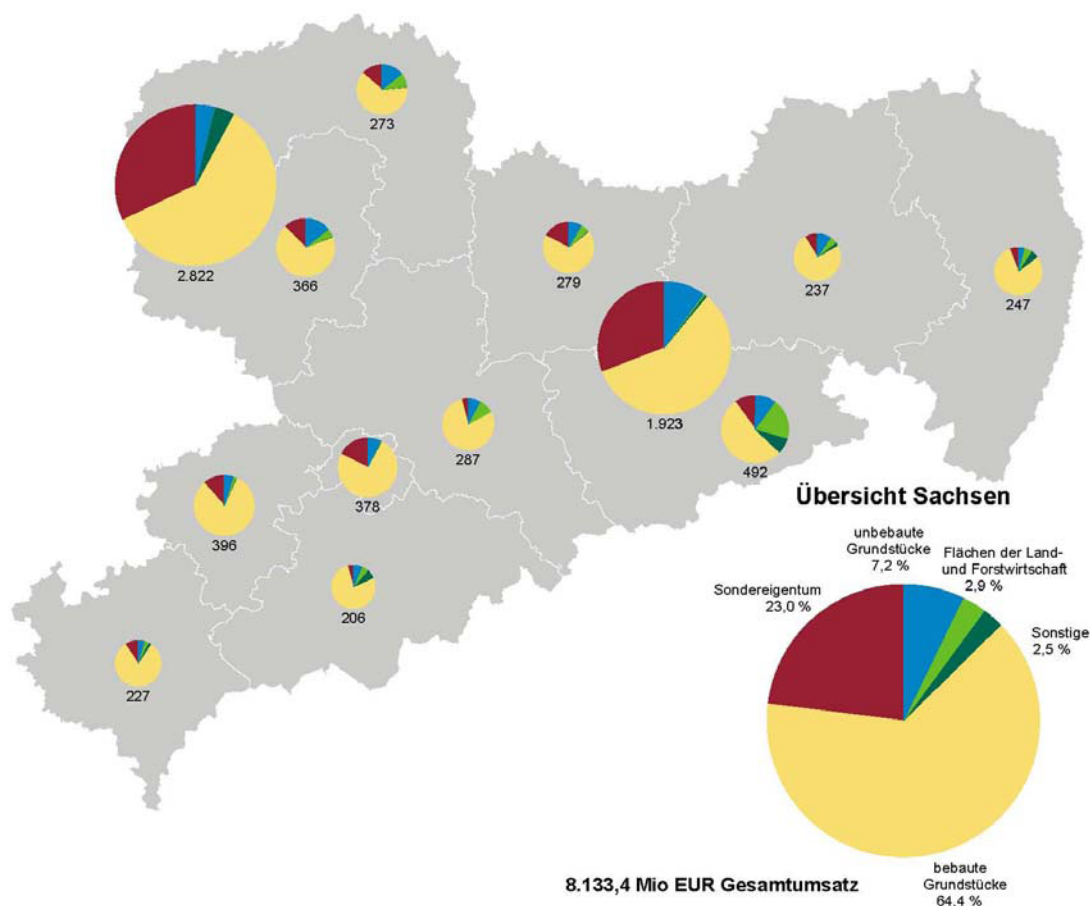 273
2.822
366
279
237
247
1.923
287
492
378
396
206
227
Übersicht Sachsen
unbebaute
Grundstücke
7,2 %
Flächen der Land-
und Forstwirtschaft
2,9 %
Sondereigentum
23,0 %
Sonstige
2,5 %
bebaute
Grundstücke
64,4 %
8.133,4 Mio EUR Gesamtumsatz